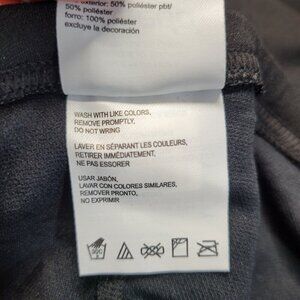 exterior: 50% poliéster pbt/
50% poliéster
forro: 100% poliéster
excluye la decoración
WASH WITH LIKE COLORS,
REMOVE PROMPTLY,
DO NOT WRING
LAVER EN SÉPARANT LES COULEURS,
RETIRER IMMÉDIATEMENT,
NE PAS ESSORER
USAR JABÓN,
LAVAR CON COLORES SIMILARES,
REMOVER PRONTO,
NO EXPRIMIR